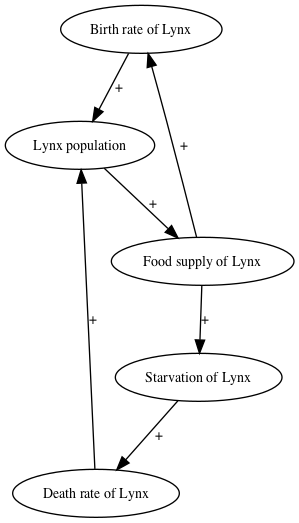 Birth rate of Lynx
+
Lynx population
+
+
Food supply of Lynx
+
+
Starvation of Lynx
+
Death rate of Lynx